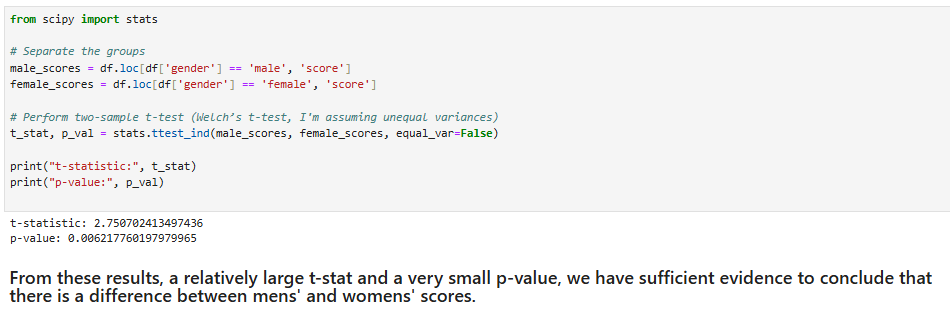 from scipy import stats
# Separate the groups
male_scores = df.loc[df['gender'] == 'male', 'score']
female_scores = df.loc[df['gender'] == 'female', 'score']
# Perform two-sample t-test (Welch’s t-test, I'm assuming unequal variances)
t_stat, p_val = stats.ttest_ind(male_scores, female_scores, equal_var=False)
print("t-statistic:", t_stat)
print("p-value:", p_val)
t-statistic: 2.750702413497436
p-value: 0.006217760197979965
From these results, a relatively large t-stat and a very small p-value, we have sufficient evidence to conclude that
there is a difference between mens' and womens' scores.